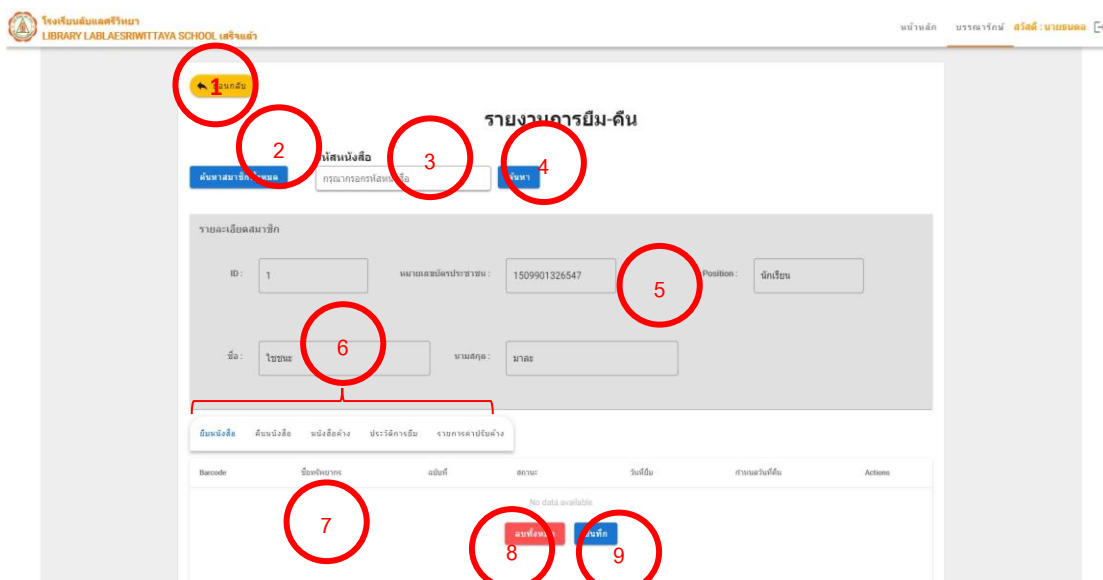 โรงเรียนลับแลศรีวิทยา
LIBRARY LABLAESRIWITTAYA SCHOOL เสร็จแล้ว
หน้าหลัก บรรณารักษ์ สวัสดี : นายชนดล
1 ย้อนกลับ
รายงานการยืม-คืน
2
รหัสหนังสือ
3
4
ค้นหาสมาชิกทั้งหมด กรุณากรอกรหัสหนังสือ ค้นหา
รายละเอียดสมาชิก
ID : 1 หมายเลขบัตรประชาชน : 1509901326547 5 Position : นักเรียน
6
ชื่อ : ไชชนะ นามสกุล : มาละ
ยืมหนังสือ คืนหนังสือ หนังสือค้าง ประวัติการยืม รายการค่าปรับค้าง
Barcode ชื่อทรัพยากร ฉบับที่ สถานะ วันที่ยืม กำหนดวันที่คืน Actions
No data available
7
ลบทั้งหมด บันทึก
8 9